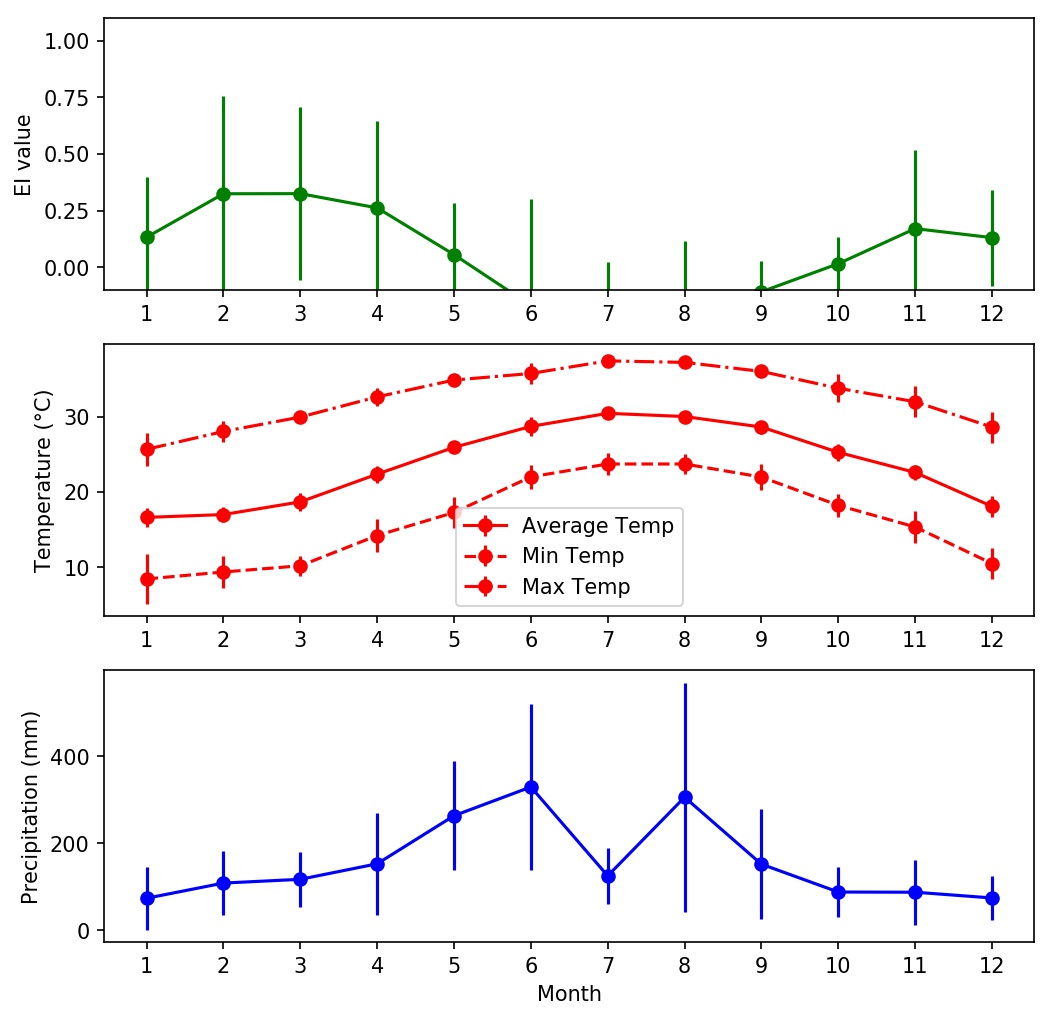 EI value
1.00
0.75
0.50
0.25
0.00
1 2 3 4 5 6 7 8 9 10 11 12
Temperature (°C)
30
20
10
Average Temp
Min Temp
Max Temp
1 2 3 4 5 6 7 8 9 10 11 12
Precipitation (mm)
400
200
0
1 2 3 4 5 6 7 8 9 10 11 12
Month